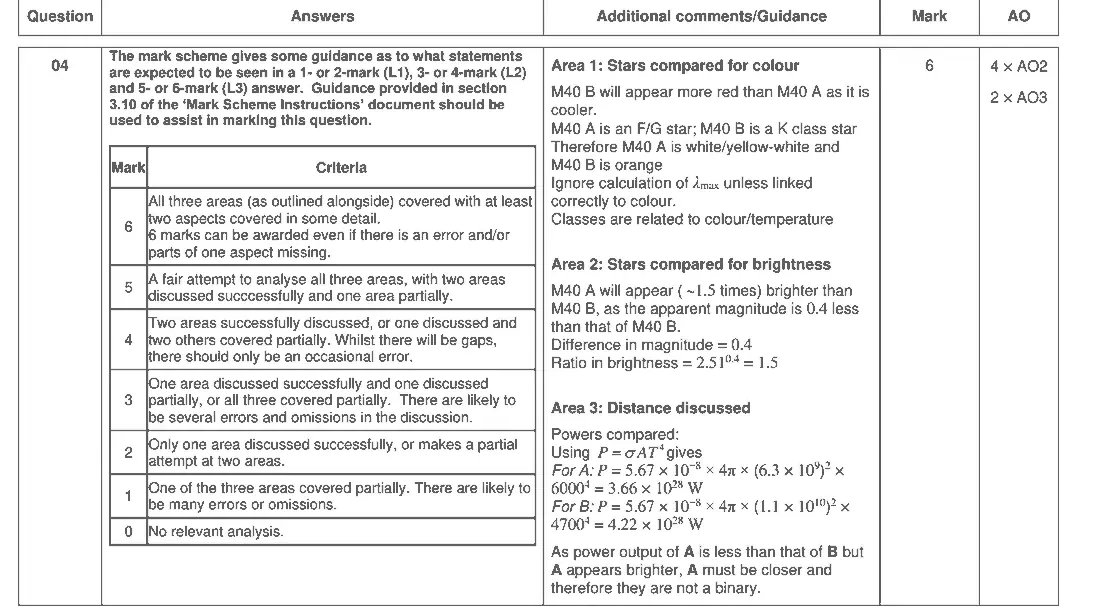 Question Answers Additional comments/Guidance Mark AO
04
The mark scheme gives some guidance as to what statements
are expected to be seen in a 1- or 2-mark (L1), 3- or 4-mark (L2)
and 5- or 6-mark (L3) answer. Guidance provided in section
3.10 of the ‘Mark Scheme Instructions’ document should be
used to assist in marking this question.
Mark Criteria
6
All three areas (as outlined alongside) covered with at least
two aspects covered in some detail.
6 marks can be awarded even if there is an error and/or
parts of one aspect missing.
5
A fair attempt to analyse all three areas, with two areas
discussed succcessfully and one area partially.
4
Two areas successfully discussed, or one discussed and
two others covered partially. Whilst there will be gaps,
there should only be an occasional error.
3
One area discussed successfully and one discussed
partially, or all three covered partially. There are likely to
be several errors and omissions in the discussion.
2
Only one area discussed successfully, or makes a partial
attempt at two areas.
1
One of the three areas covered partially. There are likely to
be many errors or omissions.
0 No relevant analysis.
Area 1: Stars compared for colour
M40 B will appear more red than M40 A as it is
cooler.
M40 A is an F/G star; M40 B is a K class star
Therefore M40 A is white/yellow-white and
M40 B is orange
Ignore calculation of λmax unless linked
correctly to colour.
Classes are related to colour/temperature
Area 2: Stars compared for brightness
M40 A will appear ( ~1.5 times) brighter than
M40 B, as the apparent magnitude is 0.4 less
than that of M40 B.
Difference in magnitude = 0.4
Ratio in brightness = 2.51⁰·⁴ = 1.5
Area 3: Distance discussed
Powers compared:
Using P = σAT⁴ gives
For A: P = 5.67 × 10⁻⁸ × 4π × (6.3 × 10⁹)² ×
6000⁴ = 3.66 × 10²⁸ W
For B: P = 5.67 × 10⁻⁸ × 4π × (1.1 × 10¹⁰)² ×
4700⁴ = 4.22 × 10²⁸ W
As power output of A is less than that of B but
A appears brighter, A must be closer and
therefore they are not a binary.
6
4 × AO2
2 × AO3